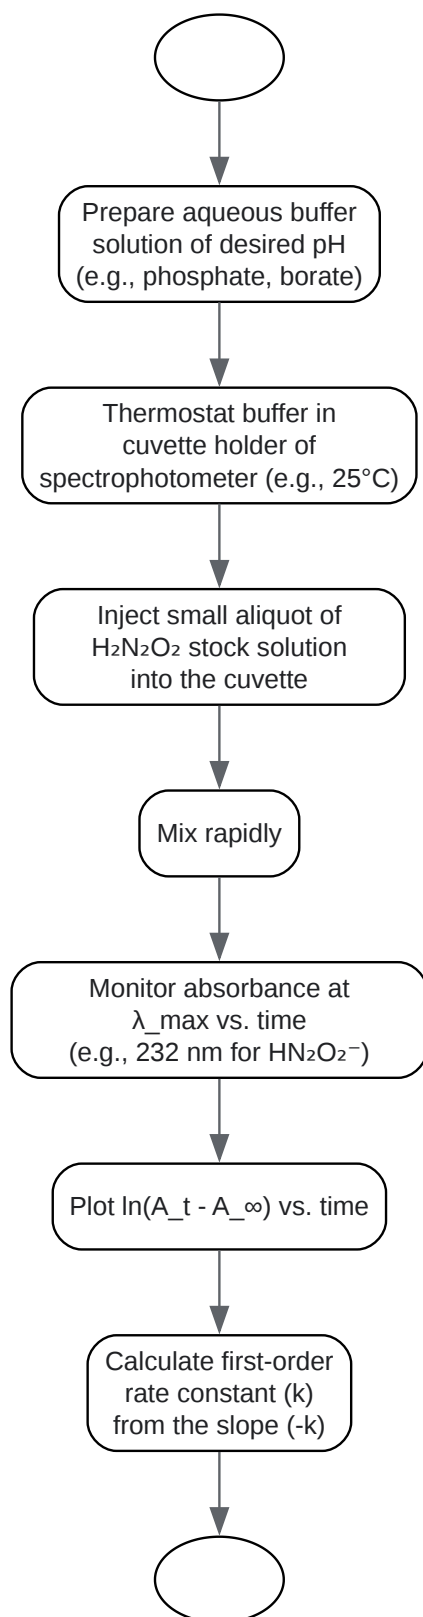 Prepare aqueous buffer
solution of desired pH
(e.g., phosphate, borate)
Thermostat buffer in
cuvette holder of
spectrophotometer (e.g., 25°C)
Inject small aliquot of
H₂N₂O₂ stock solution
into the cuvette
Mix rapidly
Monitor absorbance at
λ_max vs. time
(e.g., 232 nm for HN₂O₂⁻)
Plot ln(A_t - A_∞) vs. time
Calculate first-order
rate constant (k)
from the slope (-k)